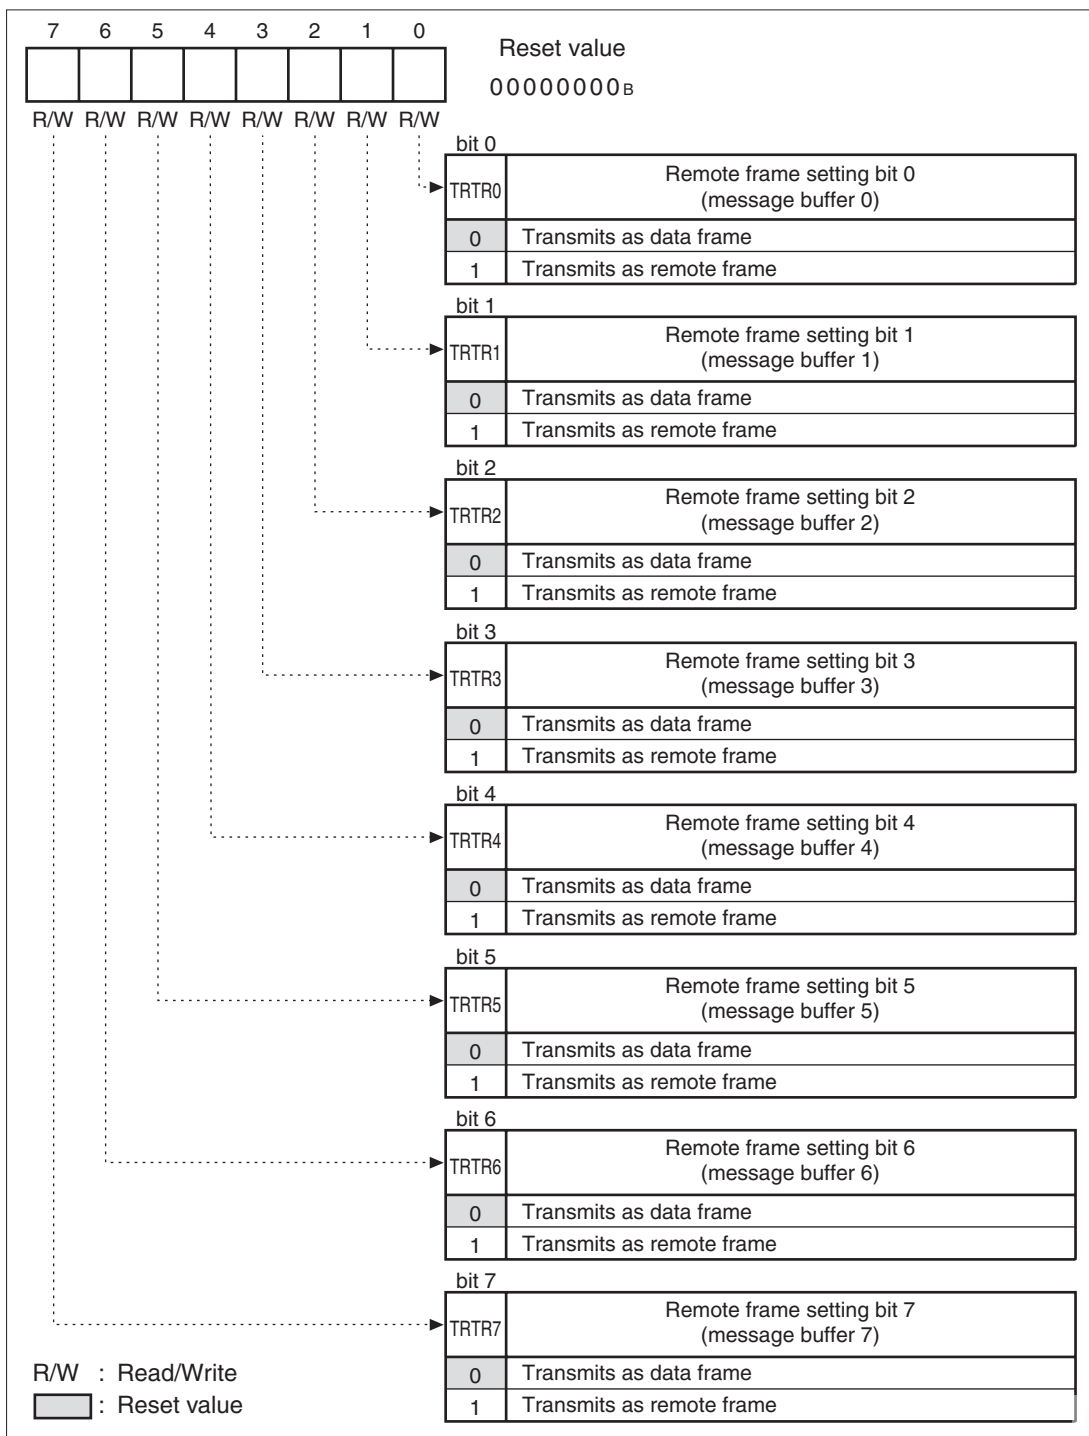 7 6 5 4 3 2 1 0
Reset value
00000000B
R/W R/W R/W R/W R/W R/W R/W R/W
bit 0
TRTR0 Remote frame setting bit 0
(message buffer 0)
0 Transmits as data frame
1 Transmits as remote frame
bit 1
TRTR1 Remote frame setting bit 1
(message buffer 1)
0 Transmits as data frame
1 Transmits as remote frame
bit 2
TRTR2 Remote frame setting bit 2
(message buffer 2)
0 Transmits as data frame
1 Transmits as remote frame
bit 3
TRTR3 Remote frame setting bit 3
(message buffer 3)
0 Transmits as data frame
1 Transmits as remote frame
bit 4
TRTR4 Remote frame setting bit 4
(message buffer 4)
0 Transmits as data frame
1 Transmits as remote frame
bit 5
TRTR5 Remote frame setting bit 5
(message buffer 5)
0 Transmits as data frame
1 Transmits as remote frame
bit 6
TRTR6 Remote frame setting bit 6
(message buffer 6)
0 Transmits as data frame
1 Transmits as remote frame
bit 7
TRTR7 Remote frame setting bit 7
(message buffer 7)
0 Transmits as data frame
1 Transmits as remote frame
R/W : Read/Write
: Reset value